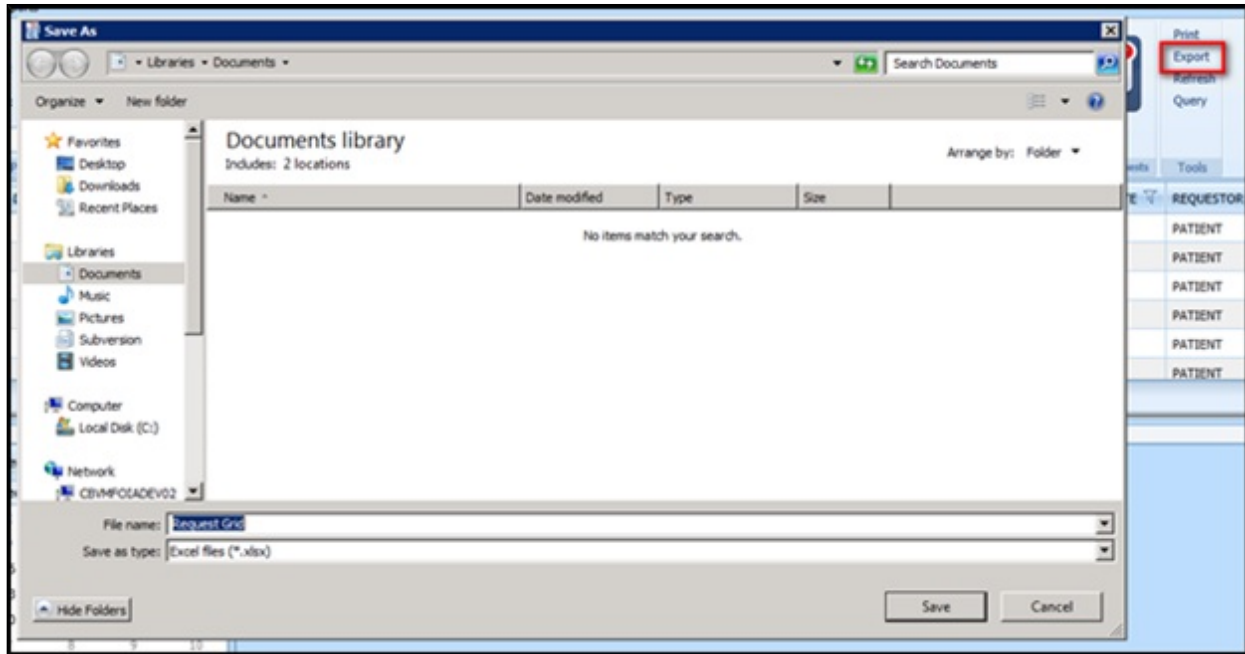 Save As
Print
Libraries
Documents
Search Documents
Export
Refresh
Organize
New folder
Query
Favorites
Documents library
Desktop
Includes: 2 locations
Arrange by: Folder
Downloads
Tools
Recent Places
Name
Date modified
Type
Size
REQUESTOR
No items match your search.
PATIENT
Libraries
PATIENT
Documents
Music
PATIENT
Pictures
PATIENT
Subversion
PATIENT
Videos
PATIENT
Computer
Local Disk (C:)
Network
CBVMFOIADEV02
File name: Request Grid
Save as type: Excel files (*.xlsx)
Hide Folders
Save
Cancel
8 9 10